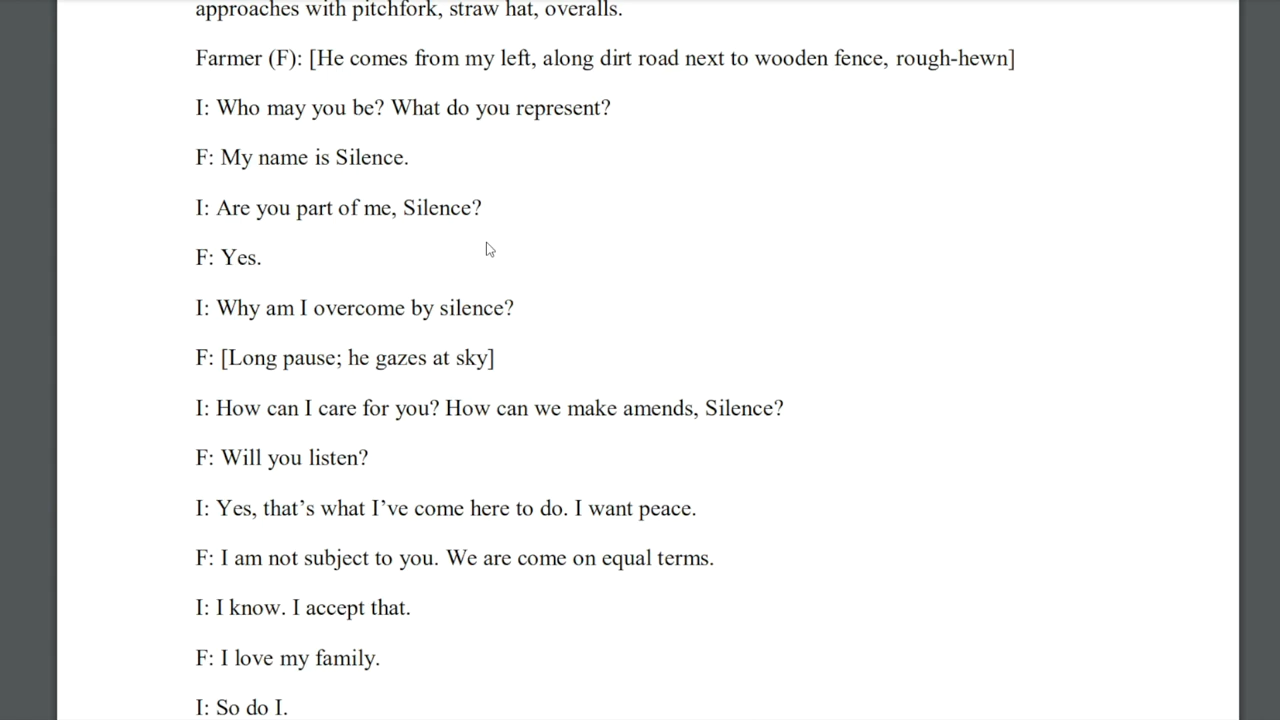 approaches with pitchfork, straw hat, overalls.
Farmer (F): [He comes from my left, along dirt road next to wooden fence, rough-hewn]
I: Who may you be? What do you represent?
F: My name is Silence.
I: Are you part of me, Silence?
F: Yes.
I: Why am I overcome by silence?
F: [Long pause; he gazes at sky]
I: How can I care for you? How can we make amends, Silence?
F: Will you listen?
I: Yes, that’s what I’ve come here to do. I want peace.
F: I am not subject to you. We are come on equal terms.
I: I know. I accept that.
F: I love my family.
I: So do I.